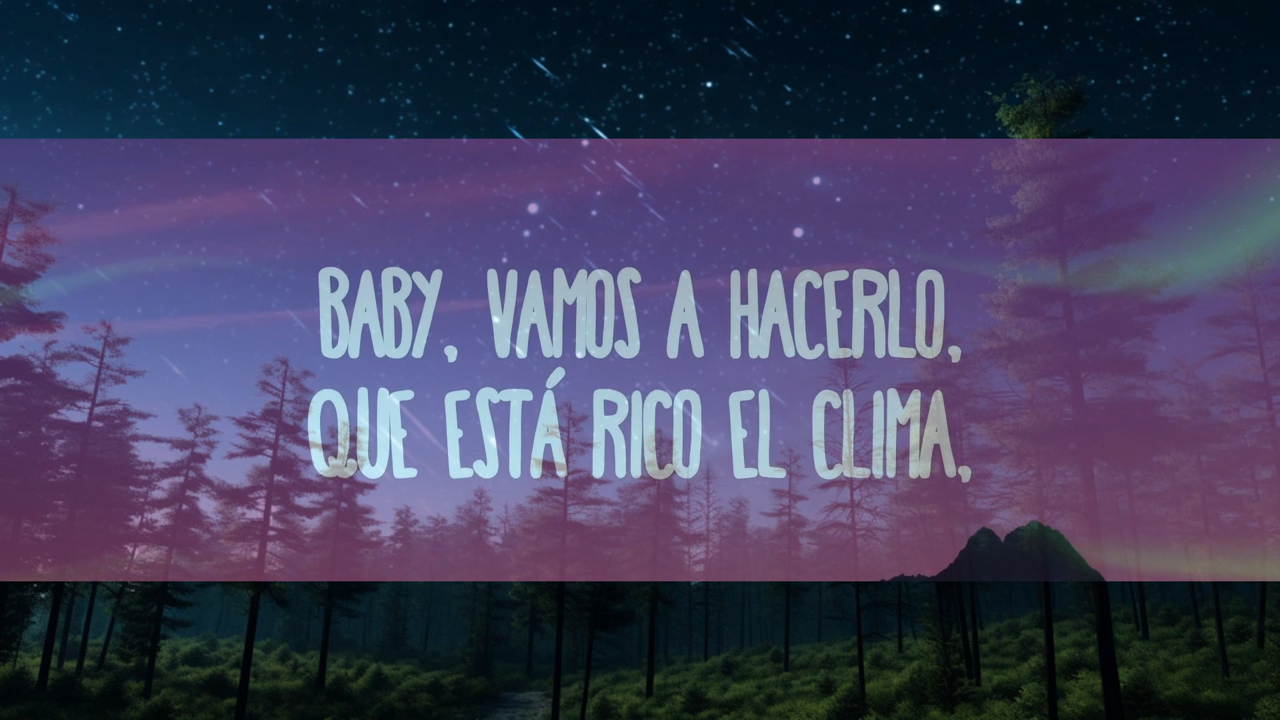 BABY, VAMOS A HACERLO,
QUE ESTÁ RICO EL CLIMA,